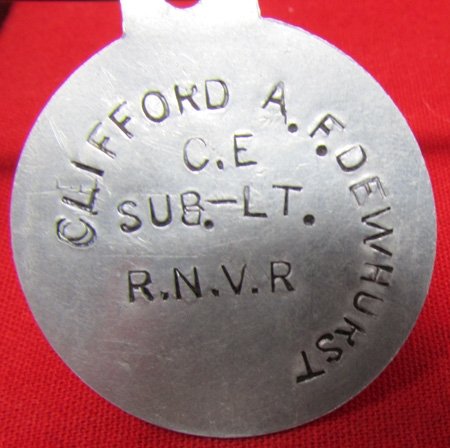 CLIFFORD A. F. DEWHURST
C.E
SUB.-LT.
R.N.V.R